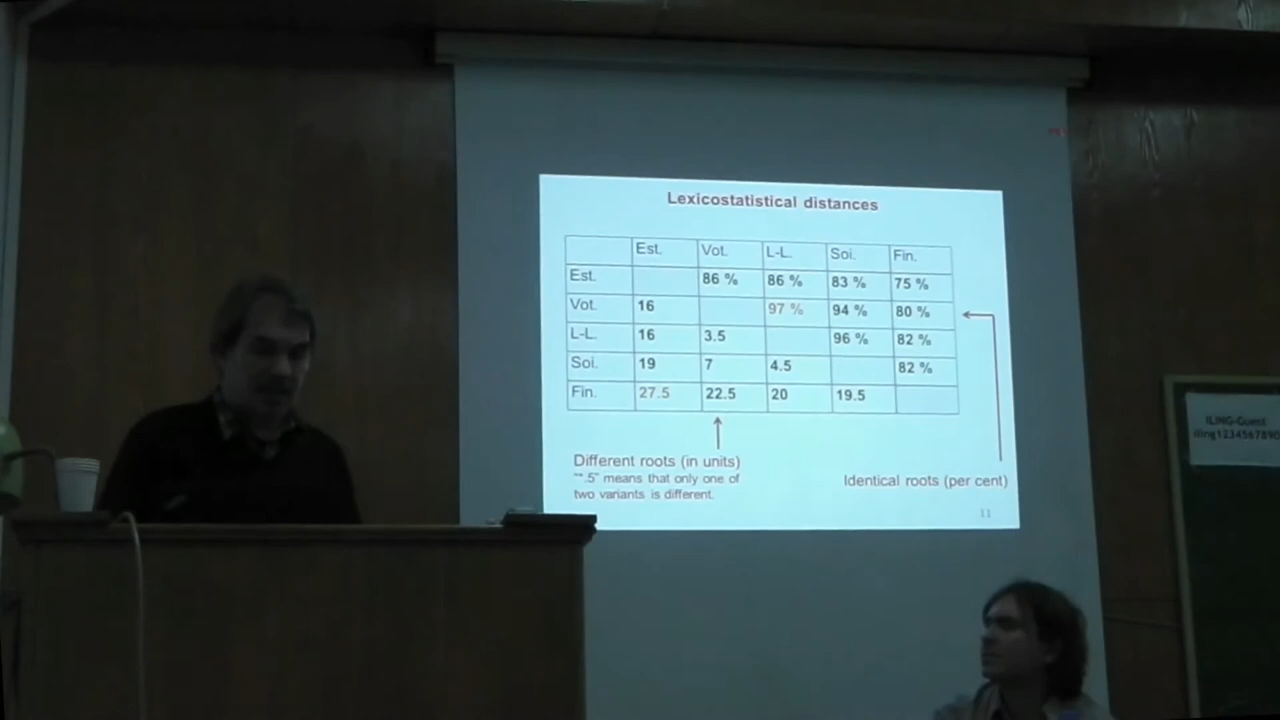 Lexicostatistical distances
Est. Vot. L-L. Soi. Fin.
Est. 86 % 86 % 83 % 75 %
Vot. 16 97 % 94 % 80 %
L-L. 16 3.5 96 % 82 %
Soi. 19 7 4.5 82 %
Fin. 27.5 22.5 20 19.5
Different roots (in units)
"*.5" means that only one of
two variants is different.
Identical roots (per cent)
11
ILING-Guest
iling1234567890